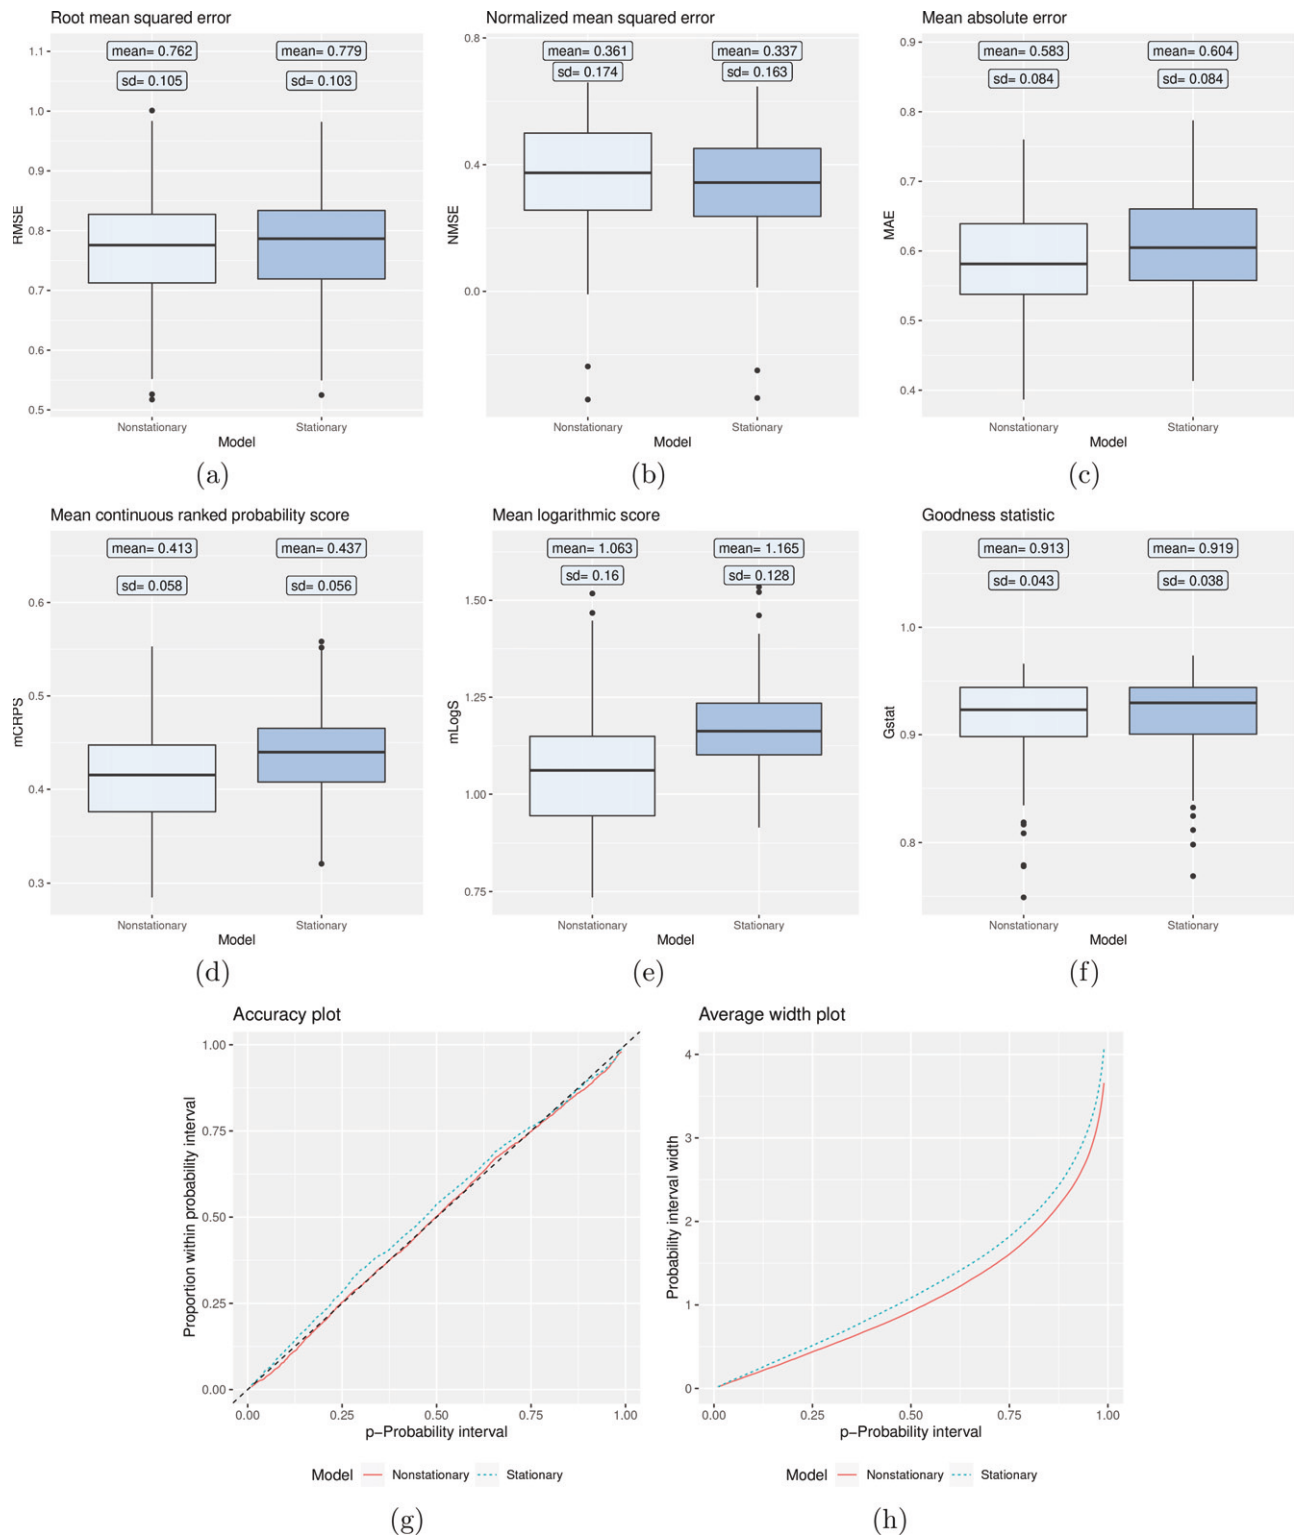 Root mean squared error
mean= 0.762
mean= 0.779
sd= 0.105
sd= 0.103
1.1
1.0
0.9
0.8
0.7
0.6
0.5
RMSE
Nonstationary
Stationary
Model
(a)
Normalized mean squared error
mean= 0.361
mean= 0.337
sd= 0.174
sd= 0.163
0.8
0.4
0.0
NMSE
Nonstationary
Stationary
Model
(b)
Mean absolute error
mean= 0.583
mean= 0.604
sd= 0.084
sd= 0.084
0.9
0.8
0.7
0.6
0.5
0.4
MAE
Nonstationary
Stationary
Model
(c)
Mean continuous ranked probability score
mean= 0.413
mean= 0.437
sd= 0.058
sd= 0.056
0.6
0.5
0.4
0.3
mCRPS
Nonstationary
Stationary
Model
(d)
Mean logarithmic score
mean= 1.063
mean= 1.165
sd= 0.16
sd= 0.128
1.50
1.25
1.00
0.75
mLogS
Nonstationary
Stationary
Model
(e)
Goodness statistic
mean= 0.913
mean= 0.919
sd= 0.043
sd= 0.038
1.0
0.9
0.8
Gstat
Nonstationary
Stationary
Model
(f)
Accuracy plot
1.00
0.75
0.50
0.25
0.00
Proportion within probability interval
0.00
0.25
0.50
0.75
1.00
p−Probability interval
Model
Nonstationary
Stationary
(g)
Average width plot
4
3
2
1
0
Probability interval width
0.00
0.25
0.50
0.75
1.00
p−Probability interval
Model
Nonstationary
Stationary
(h)